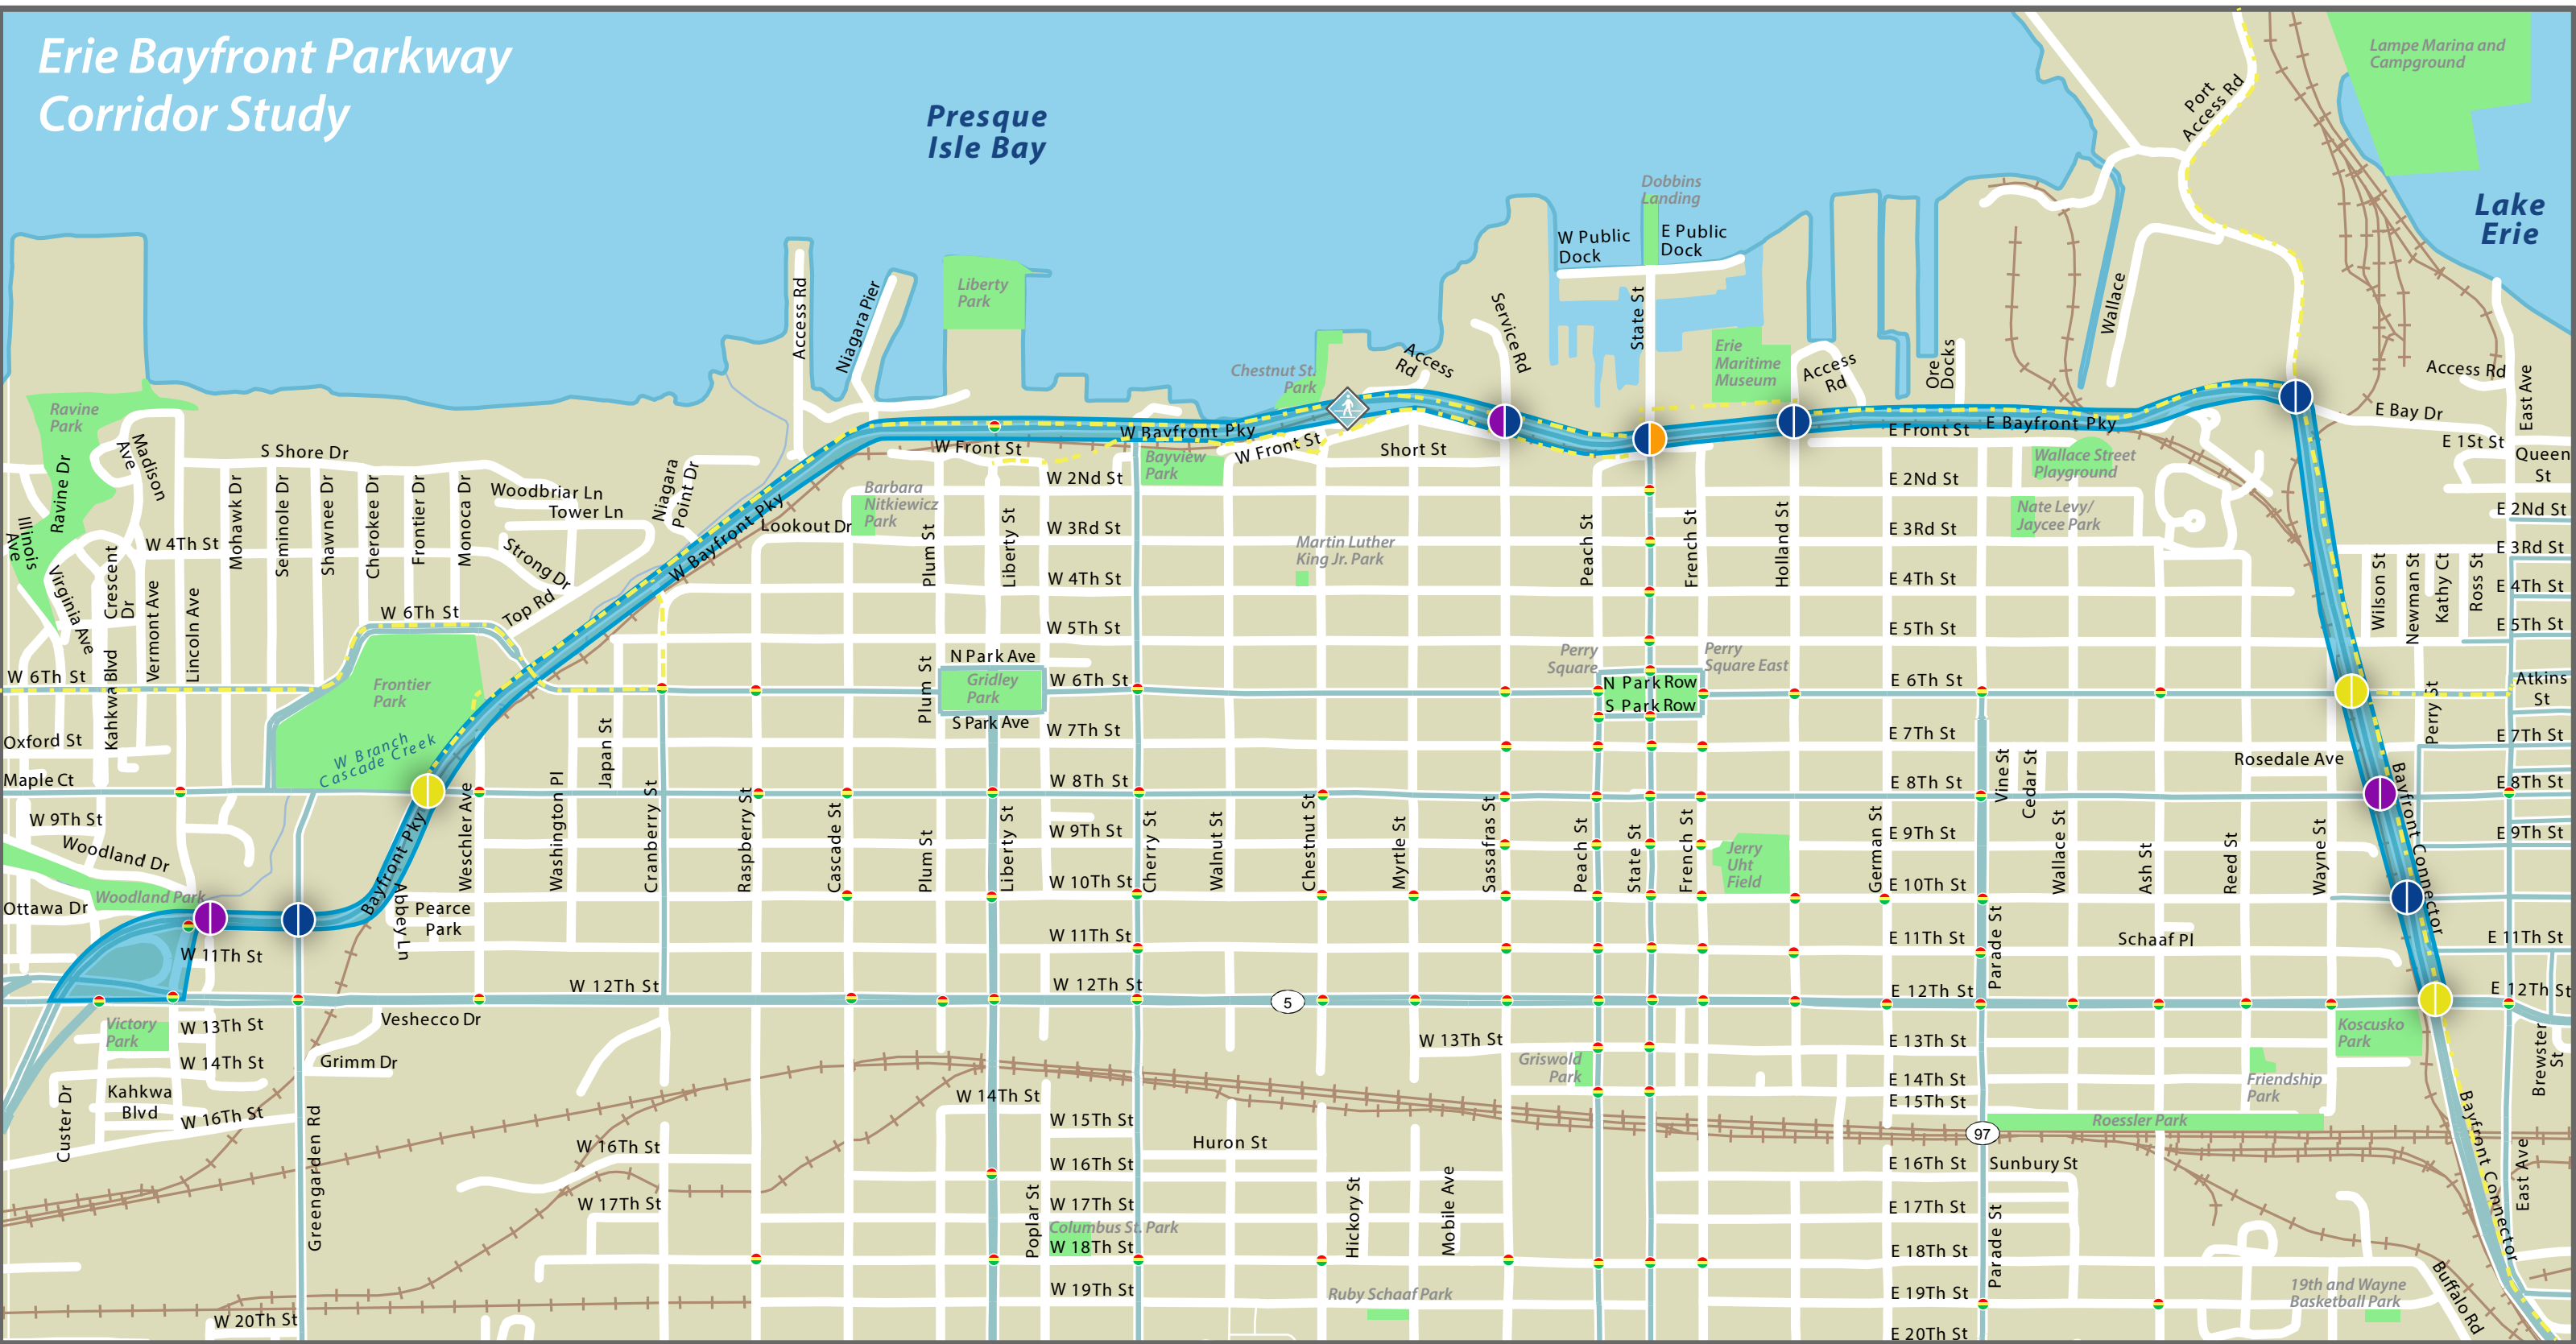 Erie Bayfront Parkway
Corridor Study
Presque
Isle Bay
Lake
Erie
Lampe Marina and
Campground
Port
Access Rd
Dobbins
Landing
W Public
Dock
E Public
Dock
State St
Service Rd
Access
Rd
Chestnut St.
Park
Erie
Maritime
Museum
Access
Rd
Ore
Docks
Wallace
Access Rd
East Ave
E Bay Dr
E 1St St
Queen
St
E 2Nd St
E 3Rd St
E 4Th St
E 5Th St
Atkins
St
E 7Th St
E 8Th St
E 9Th St
E 11Th St
E 12Th St
Access Rd
Niagara Pier
Liberty
Park
Ravine
Park
Ravine Dr
Madison
Ave
Illinois
Ave
Virginia Ave
Crescent
Dr
Vermont Ave
Lincoln Ave
Kahkwa Blvd
S Shore Dr
W 4Th St
Mohawk Dr
Seminole Dr
Shawnee Dr
Cherokee Dr
Frontier Dr
Monoca Dr
Woodbriar Ln
Tower Ln
Strong Dr
Top Rd
Niagara
Point Dr
W 6Th St
W 6Th St
Frontier
Park
W Branch
Cascade Creek
Oxford St
Maple Ct
W 9Th St
Woodland Dr
Woodland Park
Ottawa Dr
W 11Th St
Bayfront Pky
Abbey Ln
Pearce
Park
W Bayfront Pky
Lookout Dr
Barbara
Nitkiewicz
Park
W Front St
W Bayfront Pky
W Front St
Bayview
Park
Short St
W 2Nd St
W 3Rd St
W 4Th St
W 5Th St
W 6Th St
W 7Th St
W 8Th St
W 9Th St
W 10Th St
W 11Th St
W 12Th St
Plum St
Liberty St
N Park Ave
Gridley
Park
S Park Ave
Plum St
Martin Luther
King Jr. Park
Peach St
French St
Holland St
Perry
Square
Perry
Square East
N Park Row
S Park Row
E Front St
E Bayfront Pky
E 2Nd St
E 3Rd St
E 4Th St
E 5Th St
E 6Th St
E 7Th St
E 8Th St
E 9Th St
E 10Th St
E 11Th St
E 12Th St
Wallace Street
Playground
Nate Levy/
Jaycee Park
Wilson St
Newman St
Kathy Ct
Ross St
Perry St
Rosedale Ave
Bayfront Connector
Weschler Ave
Washington Pl
Japan St
Cranberry St
Raspberry St
Cascade St
Plum St
Liberty St
Cherry St
Walnut St
Chestnut St
Myrtle St
Sassafras St
Peach St
State St
French St
Jerry
Uht
Field
German St
Vine St
Cedar St
Parade St
Wallace St
Ash St
Reed St
Wayne St
Schaaf Pl
W 12Th St
5
Victory
Park
W 13Th St
W 14Th St
Kahkwa
Blvd
W 16Th St
Custer Dr
Veshecco Dr
Grimm Dr
Greengarden Rd
W 20Th St
W 16Th St
W 17Th St
W 14Th St
W 15Th St
W 16Th St
W 17Th St
Columbus St. Park
W 18Th St
W 19Th St
Poplar St
Huron St
Hickory St
Mobile Ave
W 13Th St
Griswold
Park
Ruby Schaaf Park
E 13Th St
E 14Th St
E 15Th St
97
E 16Th St
Sunbury St
E 17Th St
E 18Th St
E 19Th St
E 20Th St
Parade St
Roessler Park
Friendship
Park
Koscusko
Park
Brewster
St
East Ave
Bayfront Connector
Buffalo Rd
19th and Wayne
Basketball Park